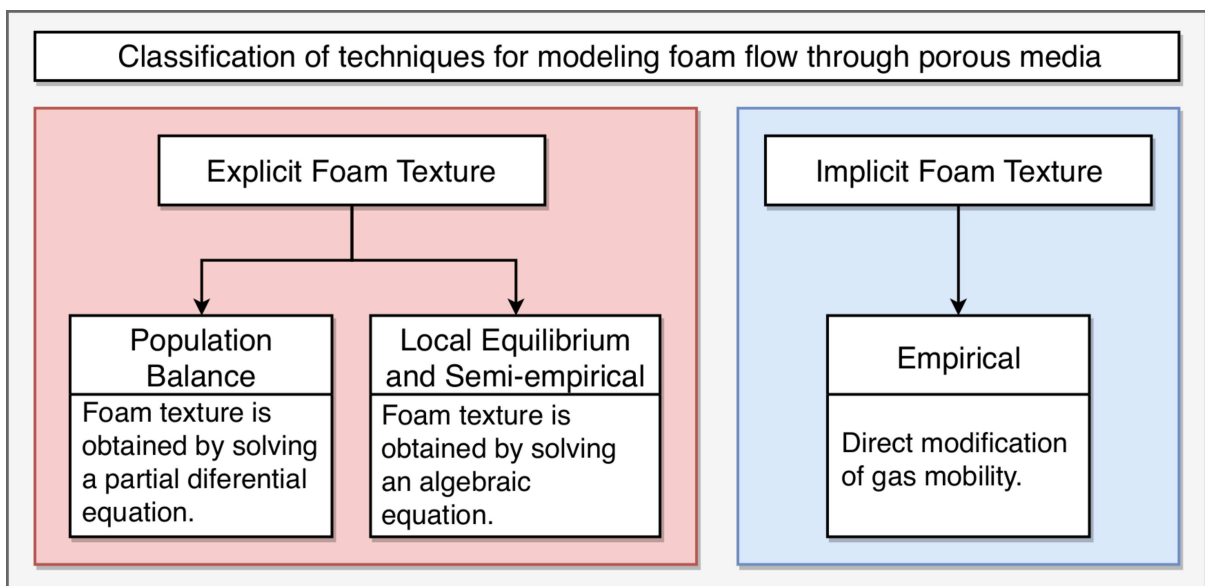 Classification of techniques for modeling foam flow through porous media
Explicit Foam Texture
Population
Balance
Foam texture is
obtained by solving
a partial diferential
equation.
Local Equilibrium
and Semi-empirical
Foam texture is
obtained by solving
an algebraic
equation.
Implicit Foam Texture
Empirical
Direct modification
of gas mobility.